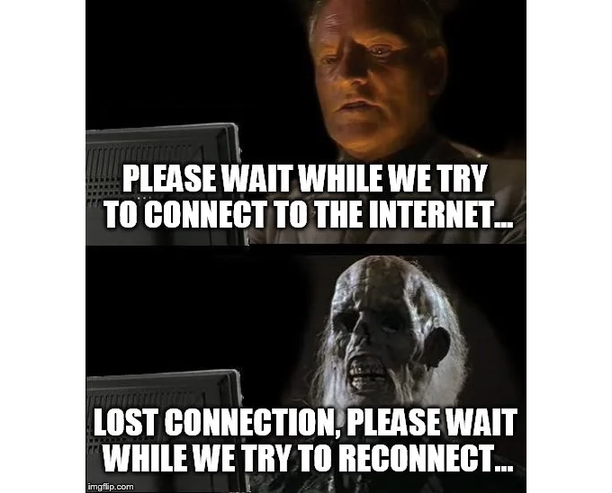 PLEASE WAIT WHILE WE TRY
TO CONNECT TO THE INTERNET...
LOST CONNECTION, PLEASE WAIT
WHILE WE TRY TO RECONNECT...
imgflip.com